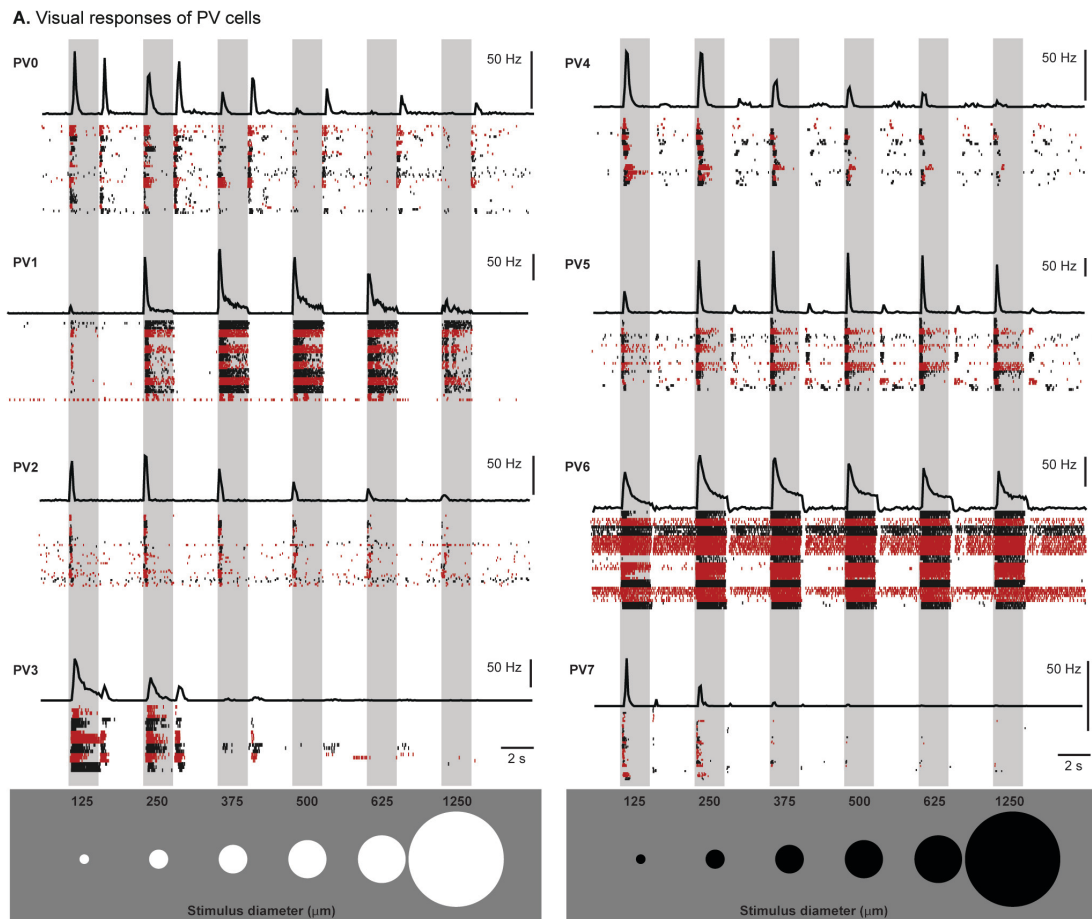 A. Visual responses of PV cells
PV0
50 Hz
PV1
50 Hz
PV2
50 Hz
PV3
50 Hz
2 s
125 250 375 500 625 1250
Stimulus diameter (μm)
PV4
50 Hz
PV5
50 Hz
PV6
50 Hz
PV7
50 Hz
2 s
125 250 375 500 625 1250
Stimulus diameter (μm)